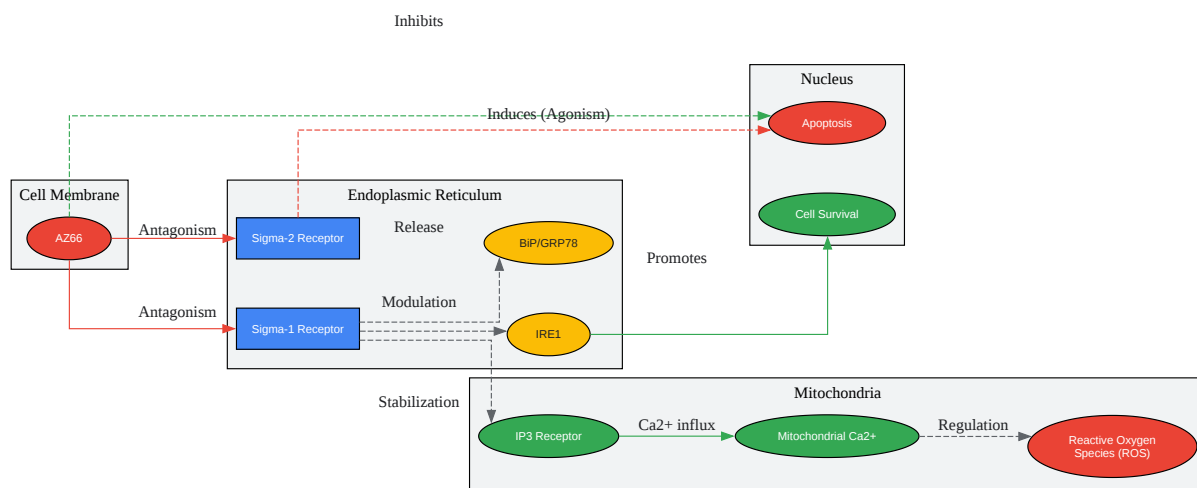 Inhibits
Nucleus
Induces (Agonism)
Apoptosis
Cell Membrane
Endoplasmic Reticulum
Cell Survival
AZ66
Antagonism
Sigma-2 Receptor
Release
BiP/GRP78
Promotes
Antagonism
Sigma-1 Receptor
Modulation
IRE1
Mitochondria
Stabilization
IP3 Receptor
Ca2+ influx
Mitochondrial Ca2+
Regulation
Reactive Oxygen
Species (ROS)